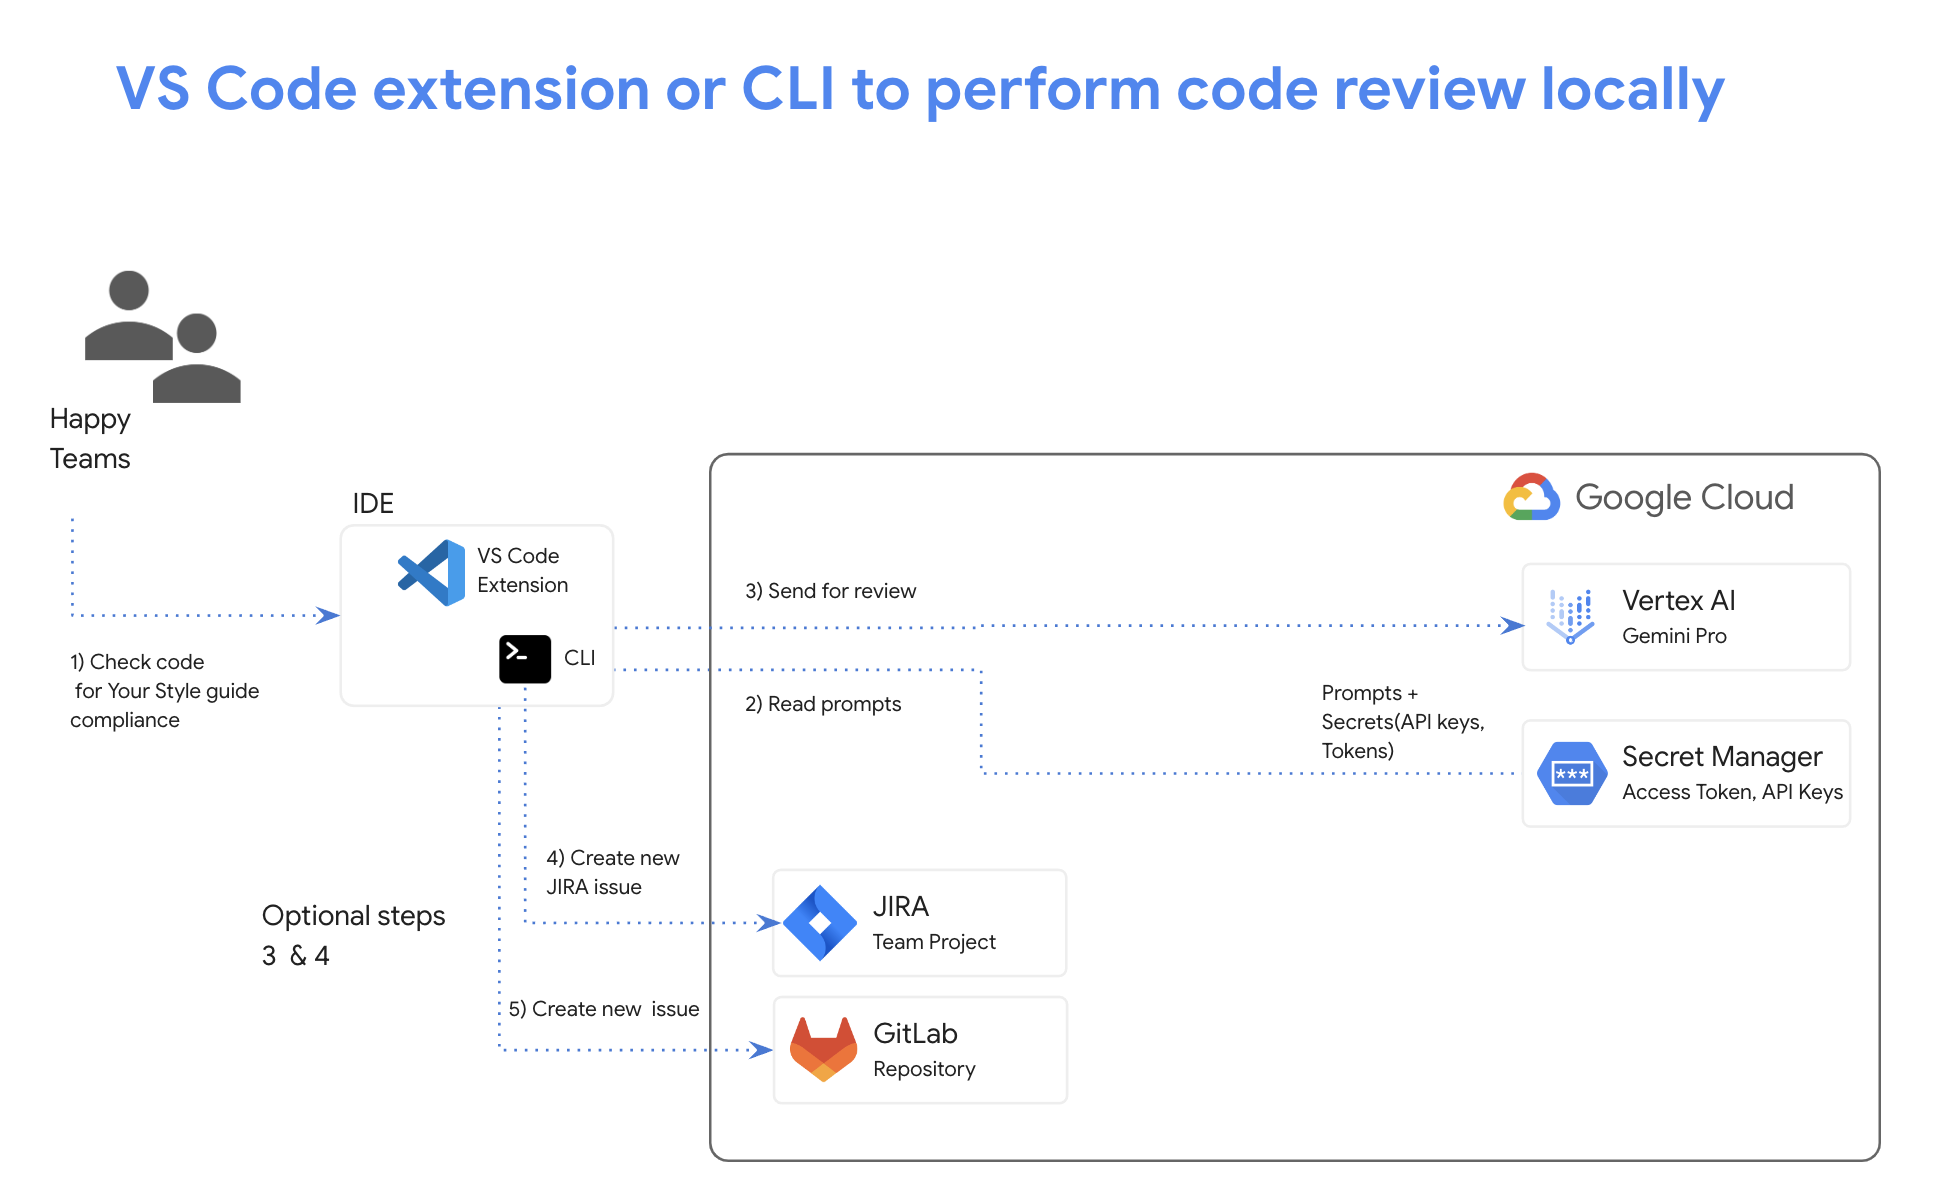 VS Code extension or CLI to perform code review locally
Happy
Teams
IDE
VS Code
Extension
CLI
1) Check code
for Your Style guide
compliance
Google Cloud
3) Send for review
Vertex AI
Gemini Pro
2) Read prompts
Prompts +
Secrets(API keys,
Tokens)
Secret Manager
Access Token, API Keys
***
4) Create new
JIRA issue
JIRA
Team Project
Optional steps
3 & 4
5) Create new issue
GitLab
Repository